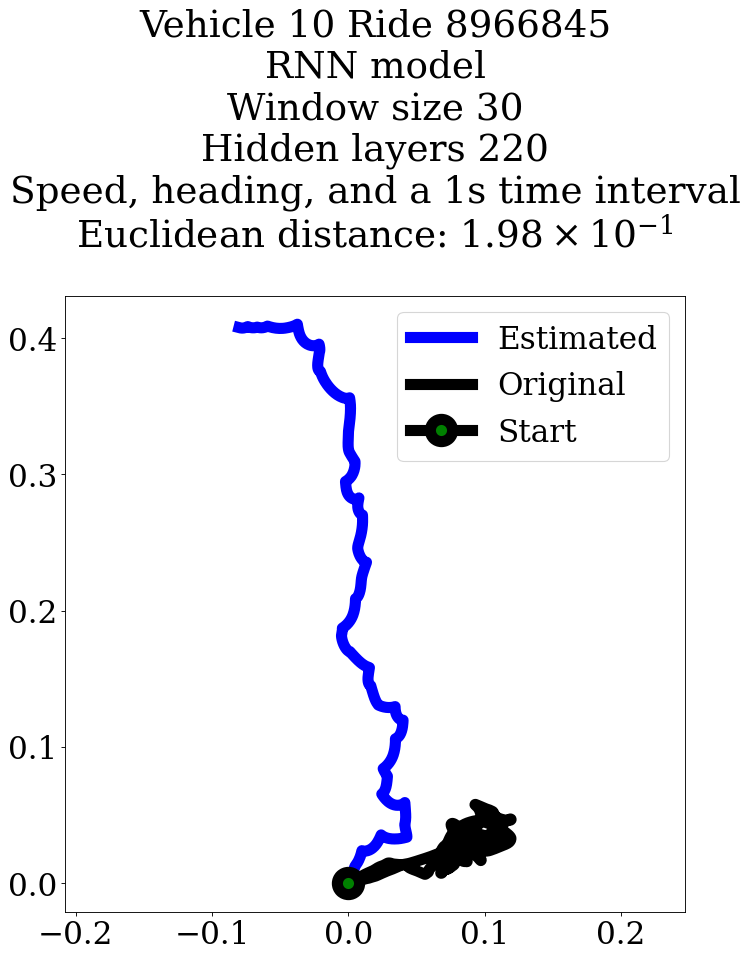 Vehicle 10 Ride 8966845
RNN model
Window size 30
Hidden layers 220
Speed, heading, and a 1s time interval
Euclidean distance: 1.98 × 10⁻¹
Estimated
Original
Start
0.4
0.3
0.2
0.1
0.0
−0.2 −0.1 0.0 0.1 0.2